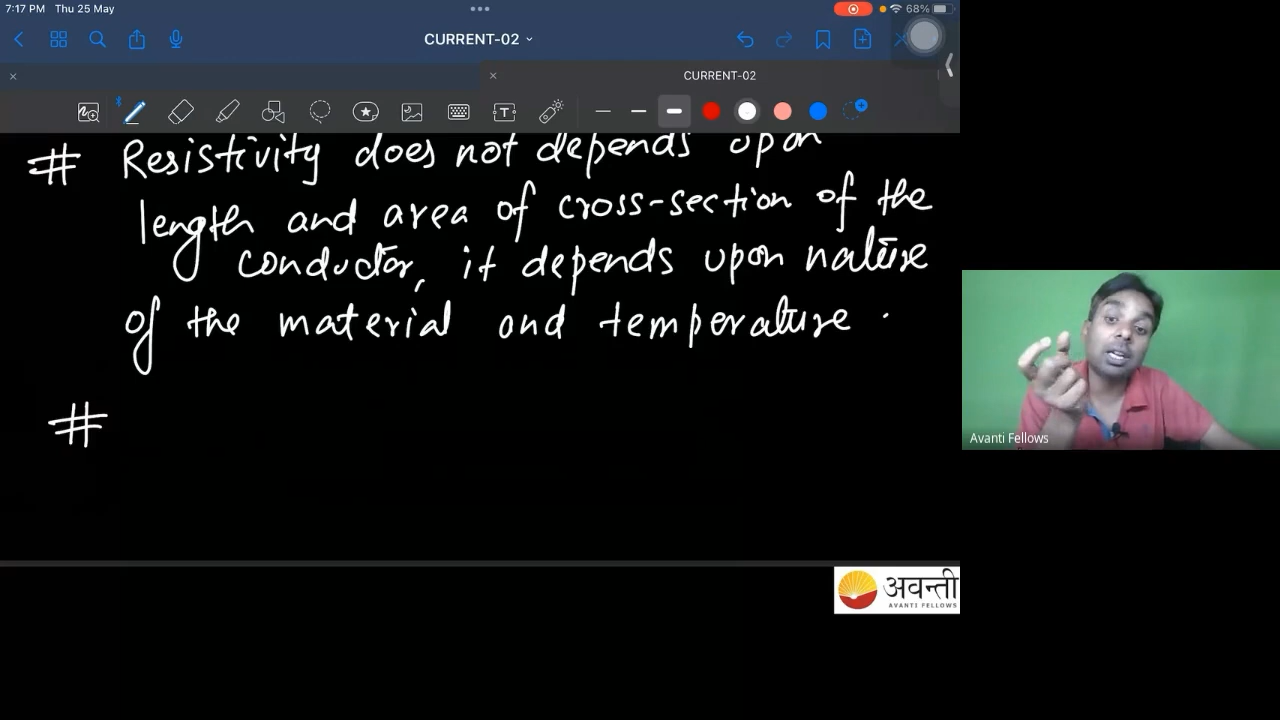 7:17 PM Thu 25 May
68%
CURRENT-02
CURRENT-02
# Resistivity does not depends upon
length and area of cross-section of the
conductor, it depends upon nature
of the material and temperature.
#
Avanti Fellows
अवन्ती
AVANTI FELLOWS